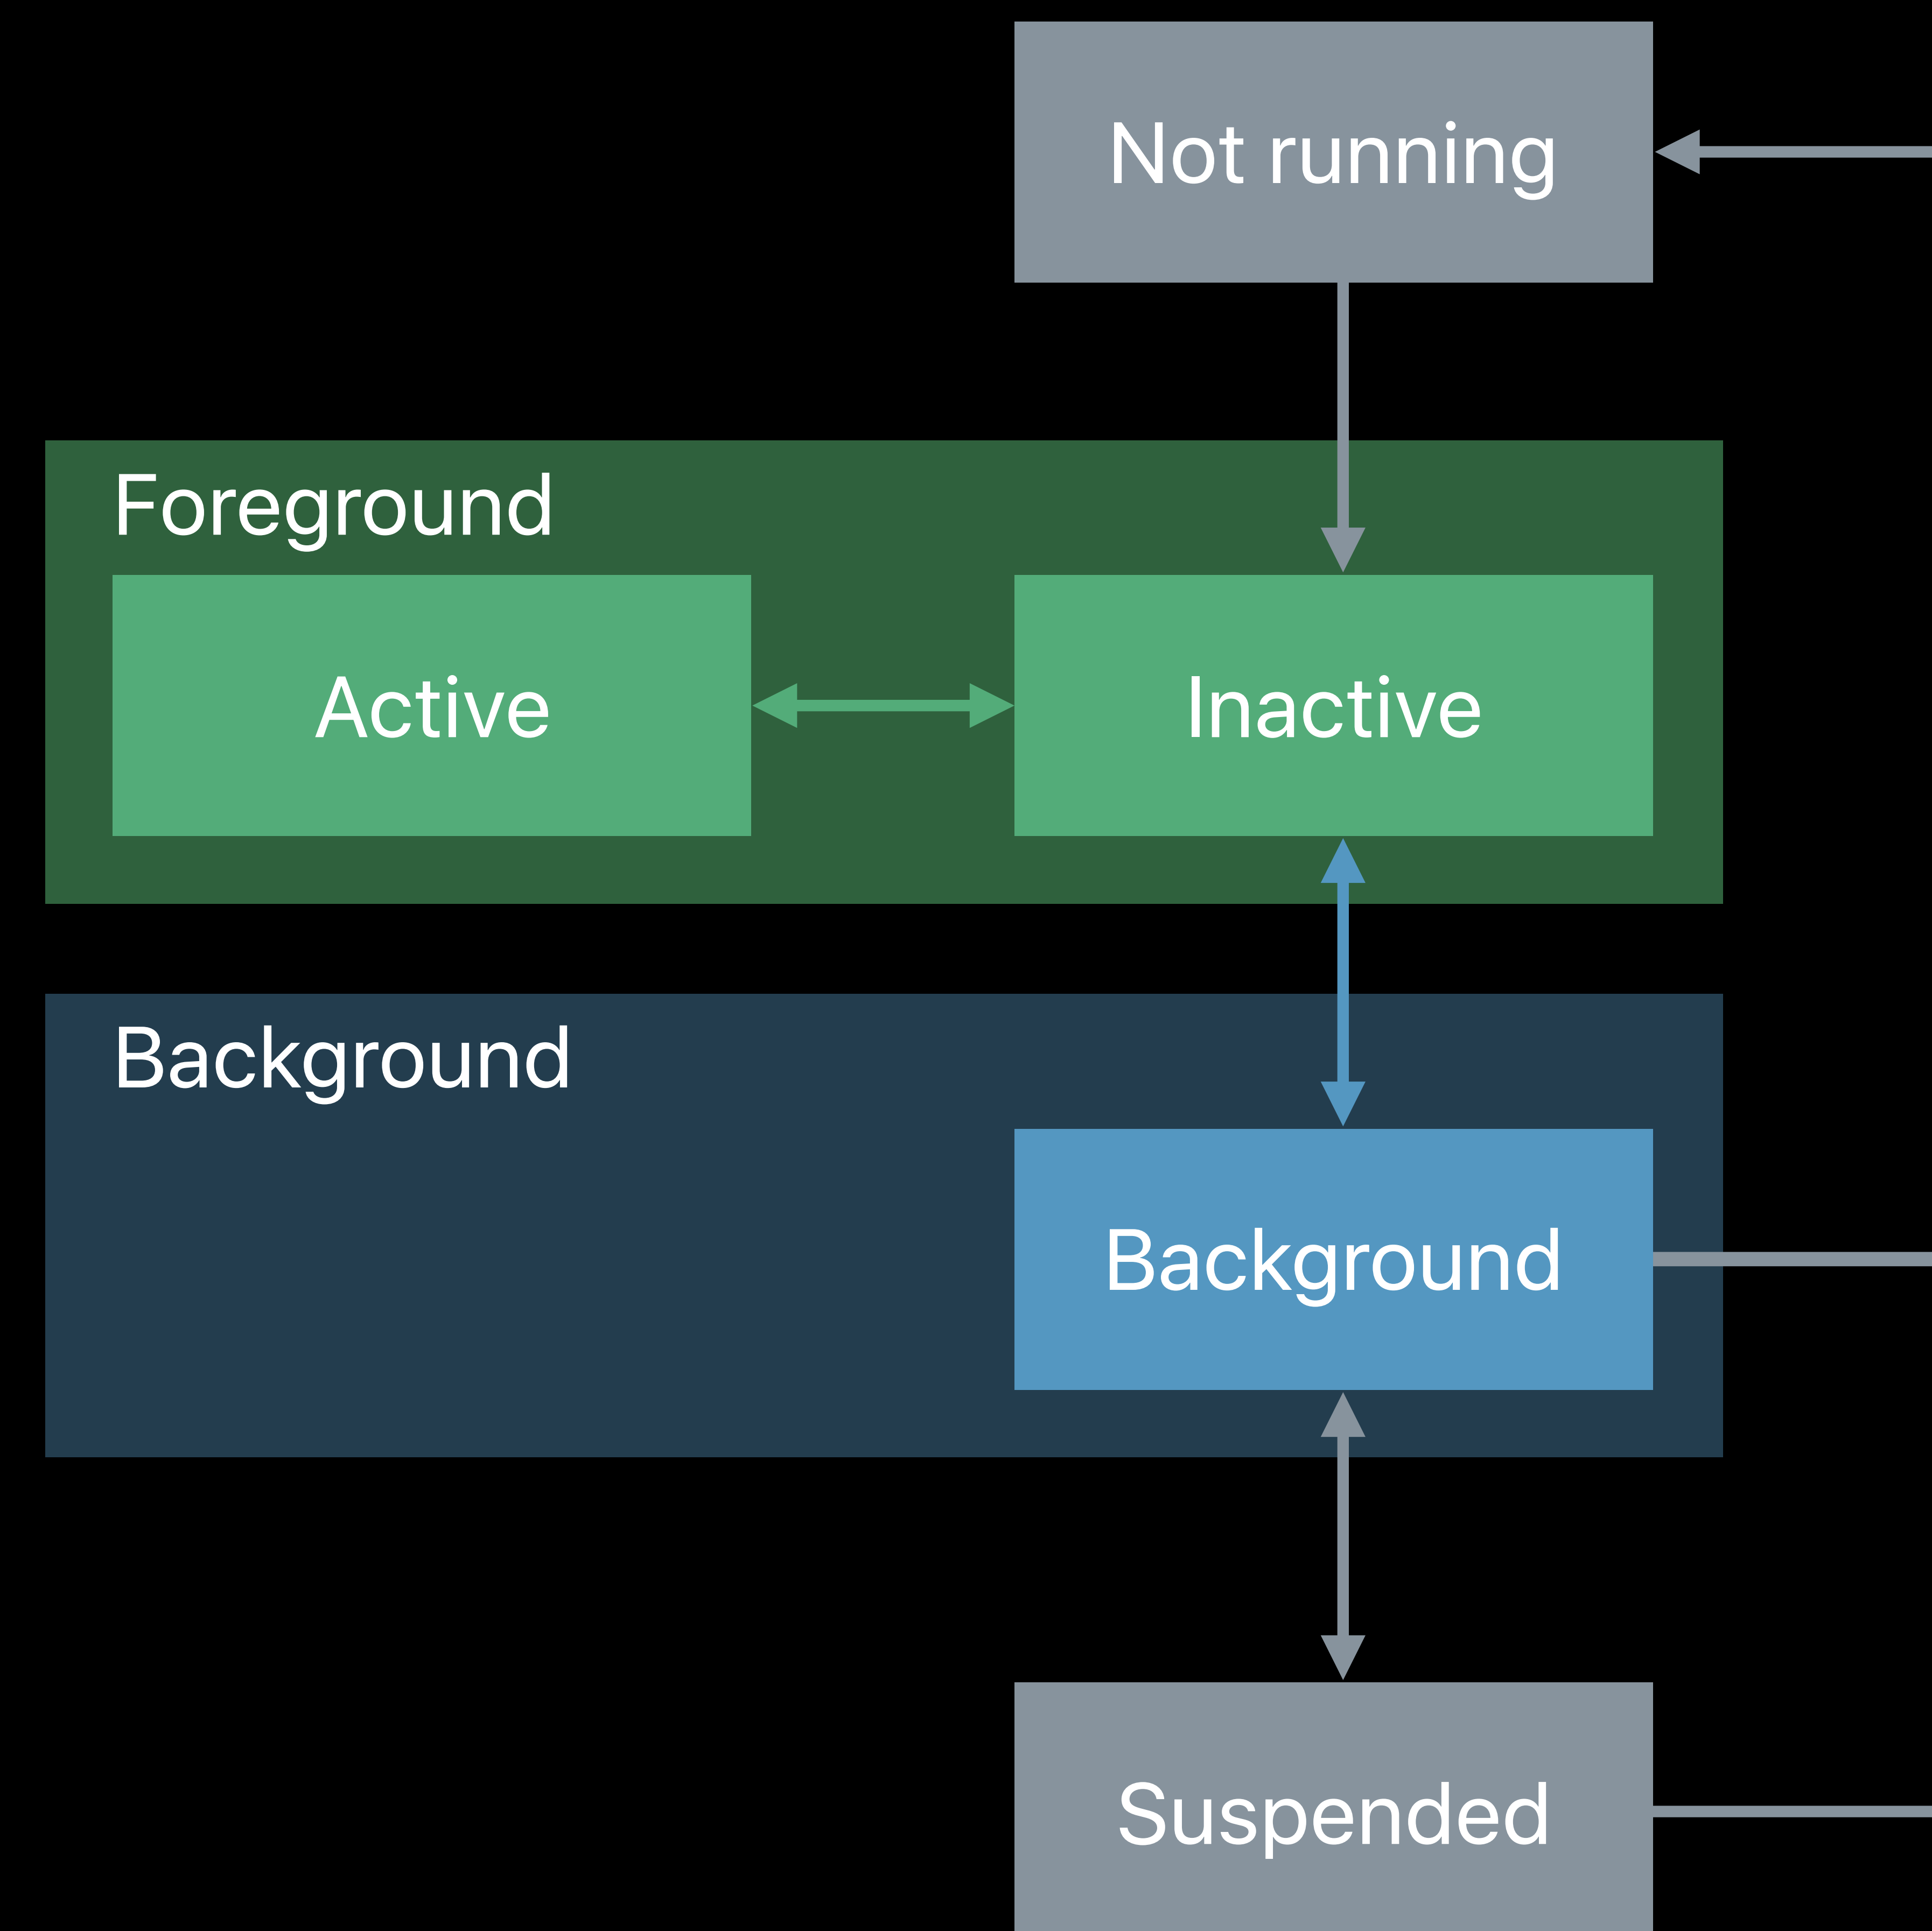 Not running
Foreground
Active
Inactive
Background
Background
Suspended